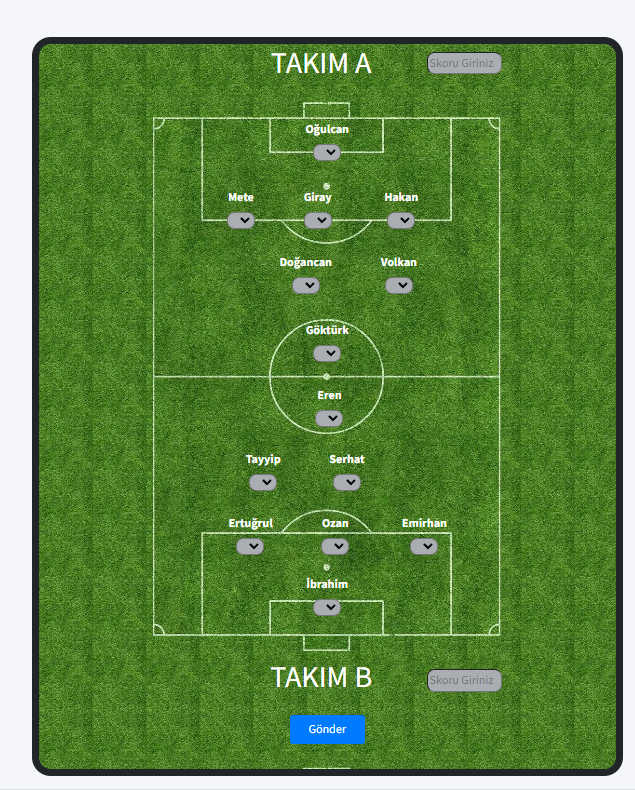 TAKIM A
Skoru Giriniz
Oğulcan
Mete Giray Hakan
Doğancan Volkan
Göktürk
Eren
Tayyip Serhat
Ertuğrul Ozan Emirhan
İbrahim
TAKIM B
Skoru Giriniz
Gönder